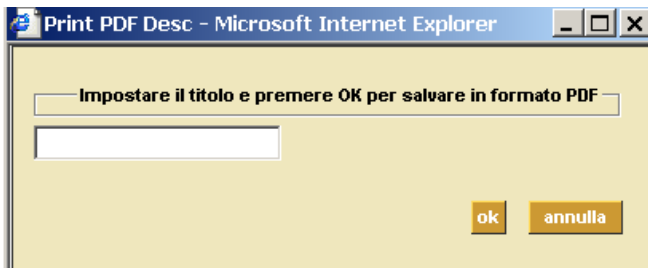 Print PDF Desc - Microsoft Internet Explorer
Impostare il titolo e premere OK per salvare in formato PDF
ok annulla